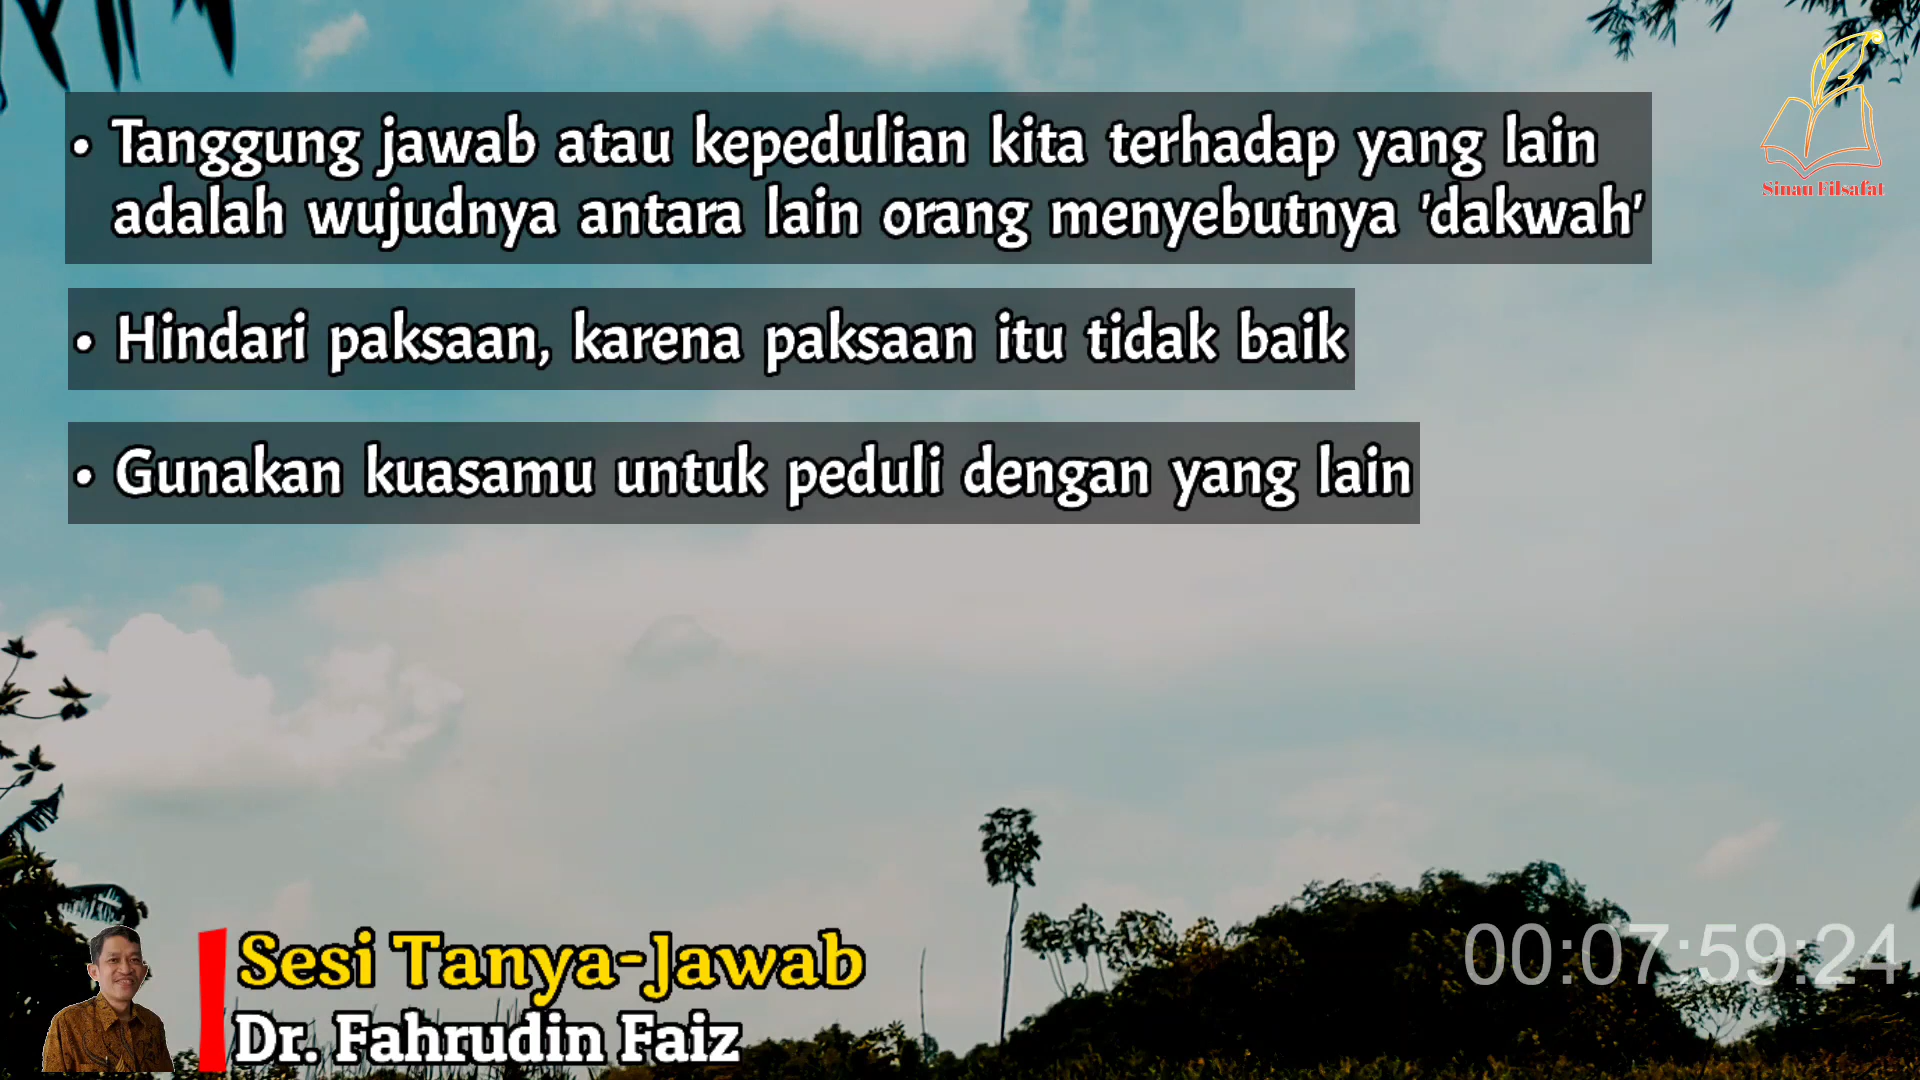 • Tanggung jawab atau kepedulian kita terhadap yang lain
adalah wujudnya antara lain orang menyebutnya 'dakwah'
• Hindari paksaan, karena paksaan itu tidak baik
• Gunakan kuasamu untuk peduli dengan yang lain
Sinau Filsafat
Sesi Tanya-Jawab
Dr. Fahrudin Faiz
00:07:59:24